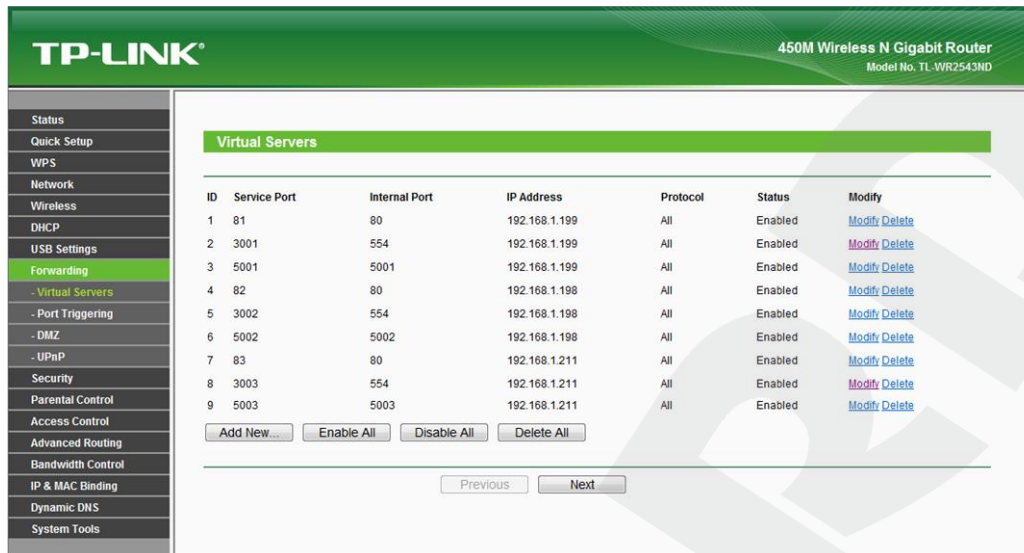 TP-LINK®
450M Wireless N Gigabit Router
Model No. TL-WR2543ND
Status
Quick Setup
WPS
Network
Wireless
DHCP
USB Settings
Forwarding
- Virtual Servers
- Port Triggering
- DMZ
- UPnP
Security
Parental Control
Access Control
Advanced Routing
Bandwidth Control
IP & MAC Binding
Dynamic DNS
System Tools
Virtual Servers
ID Service Port Internal Port IP Address Protocol Status Modify
1 81 80 192.168.1.199 All Enabled Modify Delete
2 3001 554 192.168.1.199 All Enabled Modify Delete
3 5001 5001 192.168.1.199 All Enabled Modify Delete
4 82 80 192.168.1.198 All Enabled Modify Delete
5 3002 554 192.168.1.198 All Enabled Modify Delete
6 5002 5002 192.168.1.198 All Enabled Modify Delete
7 83 80 192.168.1.211 All Enabled Modify Delete
8 3003 554 192.168.1.211 All Enabled Modify Delete
9 5003 5003 192.168.1.211 All Enabled Modify Delete
Add New... Enable All Disable All Delete All
Previous Next